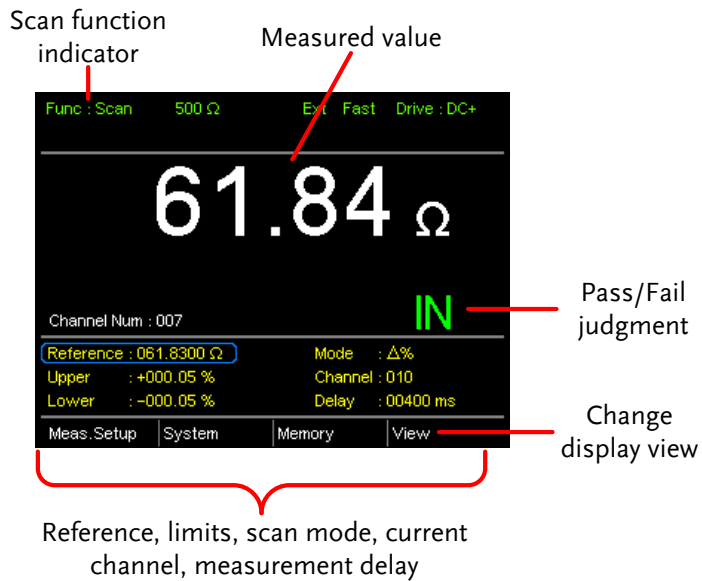 Scan function
indicator
Measured value
Func : Scan 500 Ω Ext Fast Drive : DC+
61.84 Ω
IN
Channel Num : 007
Pass/Fail
judgment
Reference : 061.8300 Ω Mode : Δ%
Upper : +000.05 % Channel : 010
Lower : −000.05 % Delay : 00400 ms
Meas.Setup System Memory View
Change
display view
Reference, limits, scan mode, current
channel, measurement delay